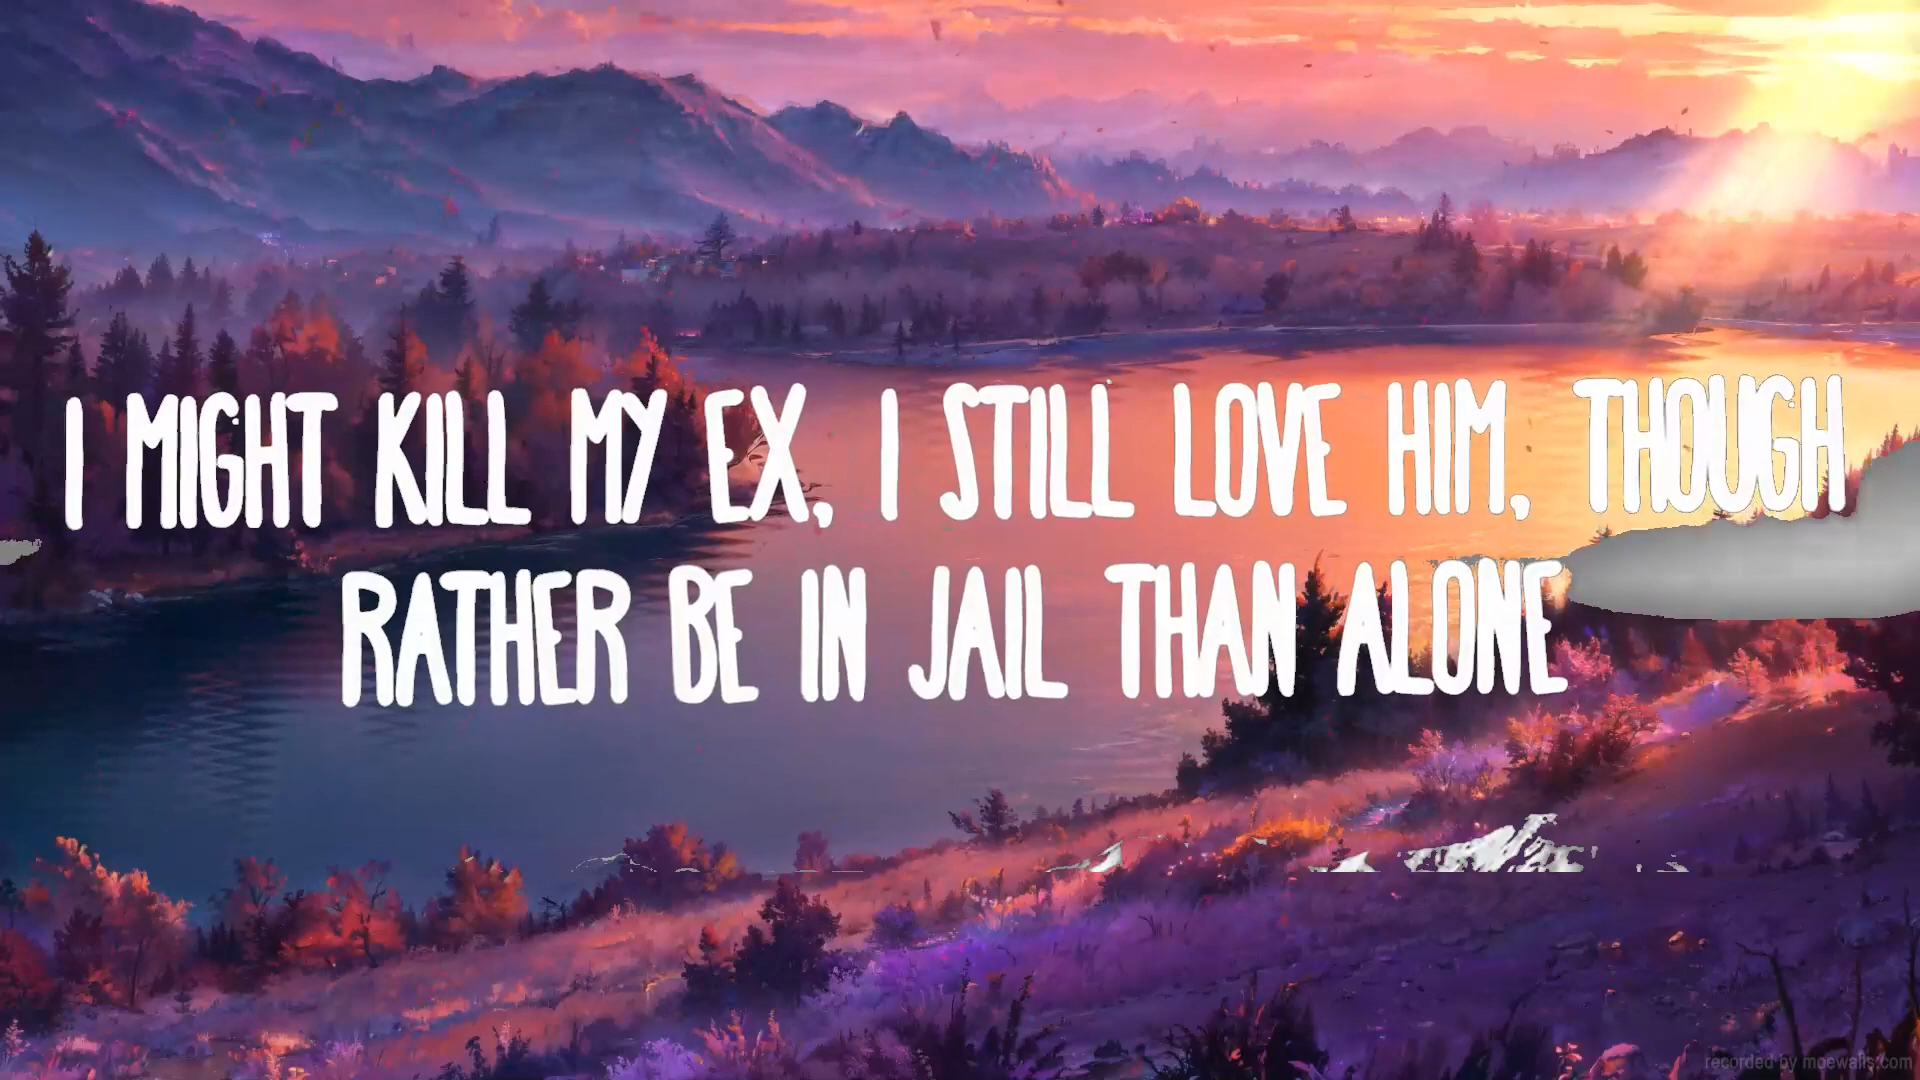 I MIGHT KILL MY EX, I STILL LOVE HIM, THOUGH
RATHER BE IN JAIL THAN ALONE
recorded by moewalls.com